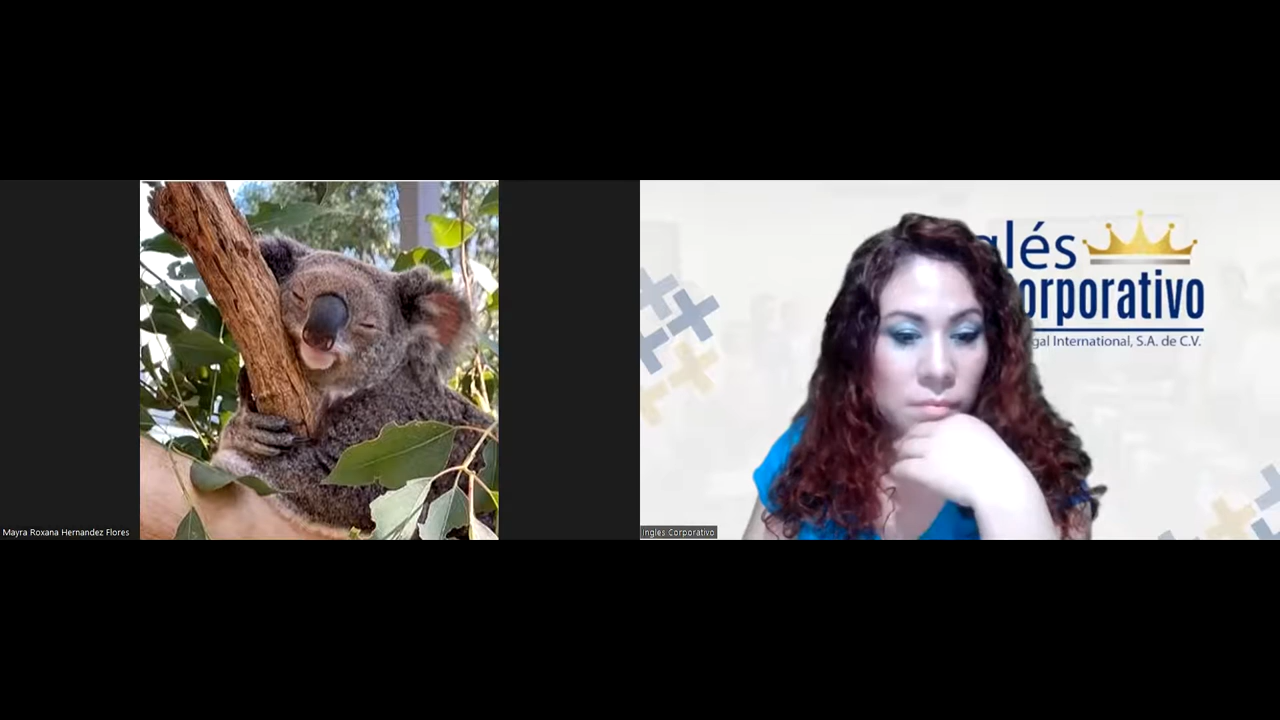 Mayra Roxana Hernandez Flores
glés
orporativo
gal International, S.A. de C.V.
Ingles Corporativo